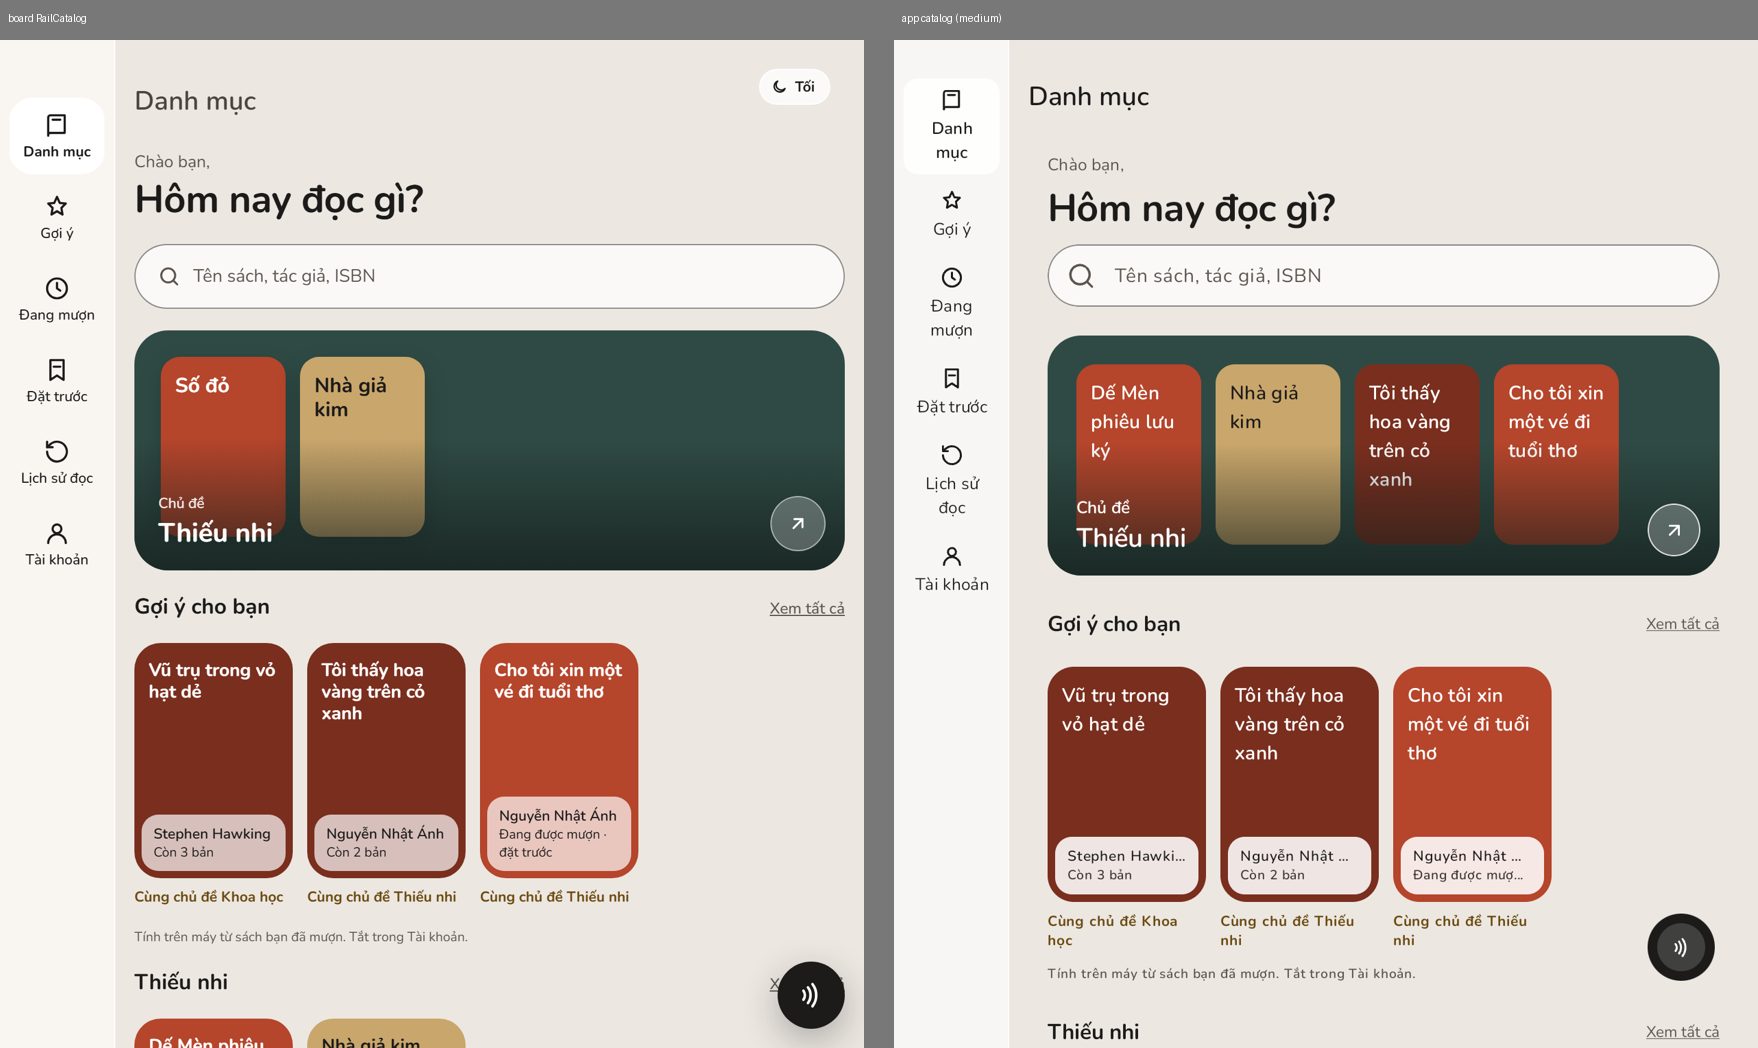 board RailCatalog
Danh mục
Gợi ý
Đang mượn
Đặt trước
Lịch sử đọc
Tài khoản
Danh mục
Tối
Chào bạn,
Hôm nay đọc gì?
Tên sách, tác giả, ISBN
Số đỏ
Nhà giả
kim
Chủ đề
Thiếu nhi
Gợi ý cho bạn
Xem tất cả
Vũ trụ trong vỏ
hạt dẻ
Stephen Hawking
Còn 3 bản
Cùng chủ đề Khoa học
Tôi thấy hoa
vàng trên cỏ
xanh
Nguyễn Nhật Ánh
Còn 2 bản
Cùng chủ đề Thiếu nhi
Cho tôi xin một
vé đi tuổi thơ
Nguyễn Nhật Ánh
Đang được mượn ·
đặt trước
Cùng chủ đề Thiếu nhi
Tính trên máy từ sách bạn đã mượn. Tắt trong Tài khoản.
Thiếu nhi
Dế Mèn phiêu
Nhà giả kim
app catalog (medium)
Danh
mục
Gợi ý
Đang
mượn
Đặt trước
Lịch sử
đọc
Tài khoản
Danh mục
Chào bạn,
Hôm nay đọc gì?
Tên sách, tác giả, ISBN
Dế Mèn
phiêu lưu
ký
Nhà giả
kim
Tôi thấy
hoa vàng
trên cỏ
xanh
Cho tôi xin
một vé đi
tuổi thơ
Chủ đề
Thiếu nhi
Gợi ý cho bạn
Xem tất cả
Vũ trụ trong
vỏ hạt dẻ
Stephen Hawki...
Còn 3 bản
Cùng chủ đề Khoa
học
Tôi thấy hoa
vàng trên cỏ
xanh
Nguyễn Nhật ...
Còn 2 bản
Cùng chủ đề Thiếu
nhi
Cho tôi xin
một vé đi tuổi
thơ
Nguyễn Nhật ...
Đang được mượ...
Cùng chủ đề Thiếu
nhi
Tính trên máy từ sách bạn đã mượn. Tắt trong Tài khoản.
Thiếu nhi
Xem tất cả